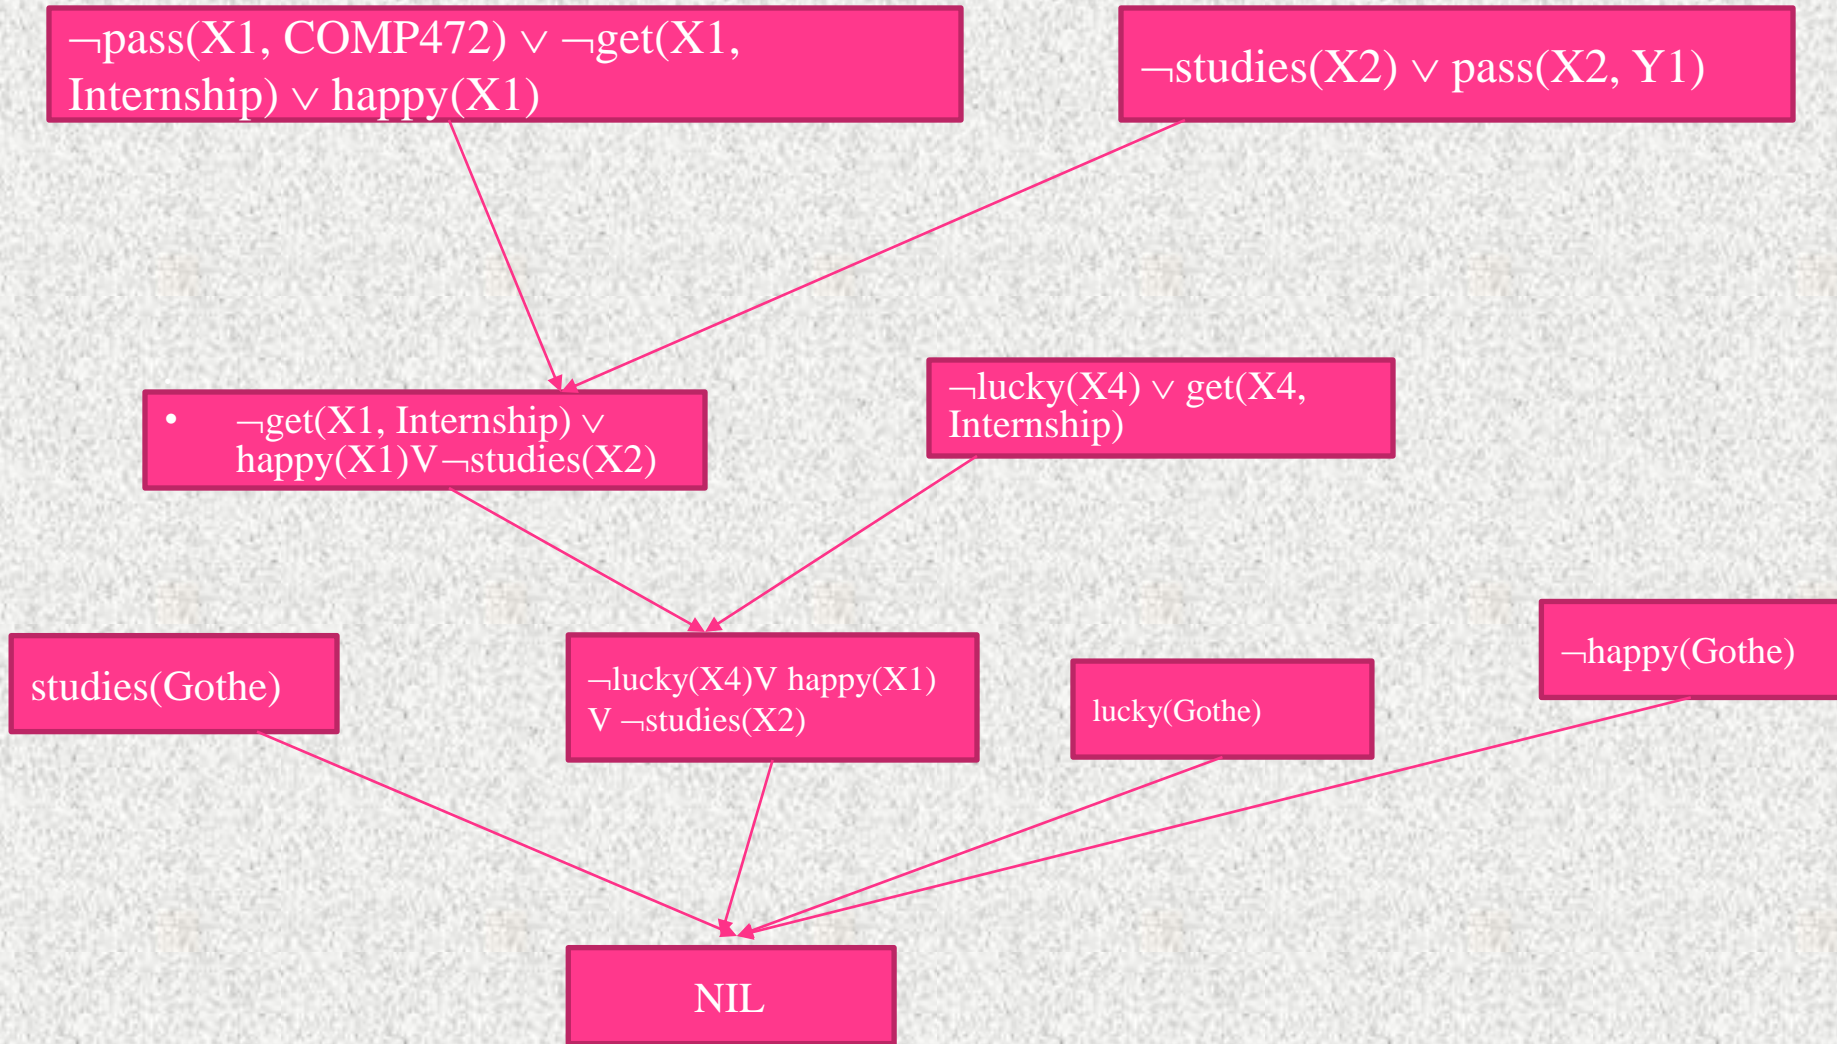 ¬pass(X1, COMP472) ∨ ¬get(X1,
Internship) ∨ happy(X1)
¬studies(X2) ∨ pass(X2, Y1)
• ¬get(X1, Internship) ∨
happy(X1)V¬studies(X2)
¬lucky(X4) ∨ get(X4,
Internship)
studies(Gothe)
¬lucky(X4)V happy(X1)
V ¬studies(X2)
lucky(Gothe)
¬happy(Gothe)
NIL